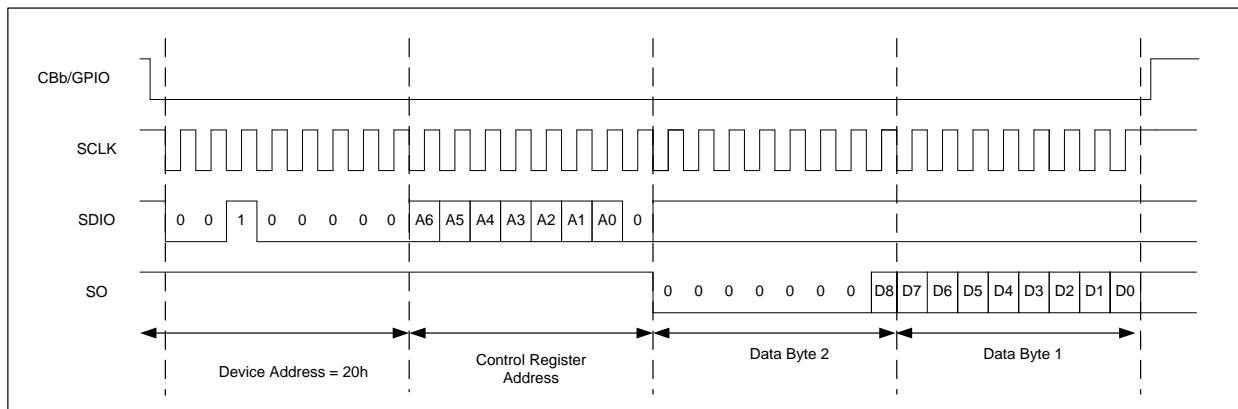 CBb/GPIO
SCLK
SDIO 0 0 1 0 0 0 0 0 A6 A5 A4 A3 A2 A1 A0 0
SO 0 0 0 0 0 0 0 D8 D7 D6 D5 D4 D3 D2 D1 D0
Device Address = 20h
Control Register
Address
Data Byte 2
Data Byte 1